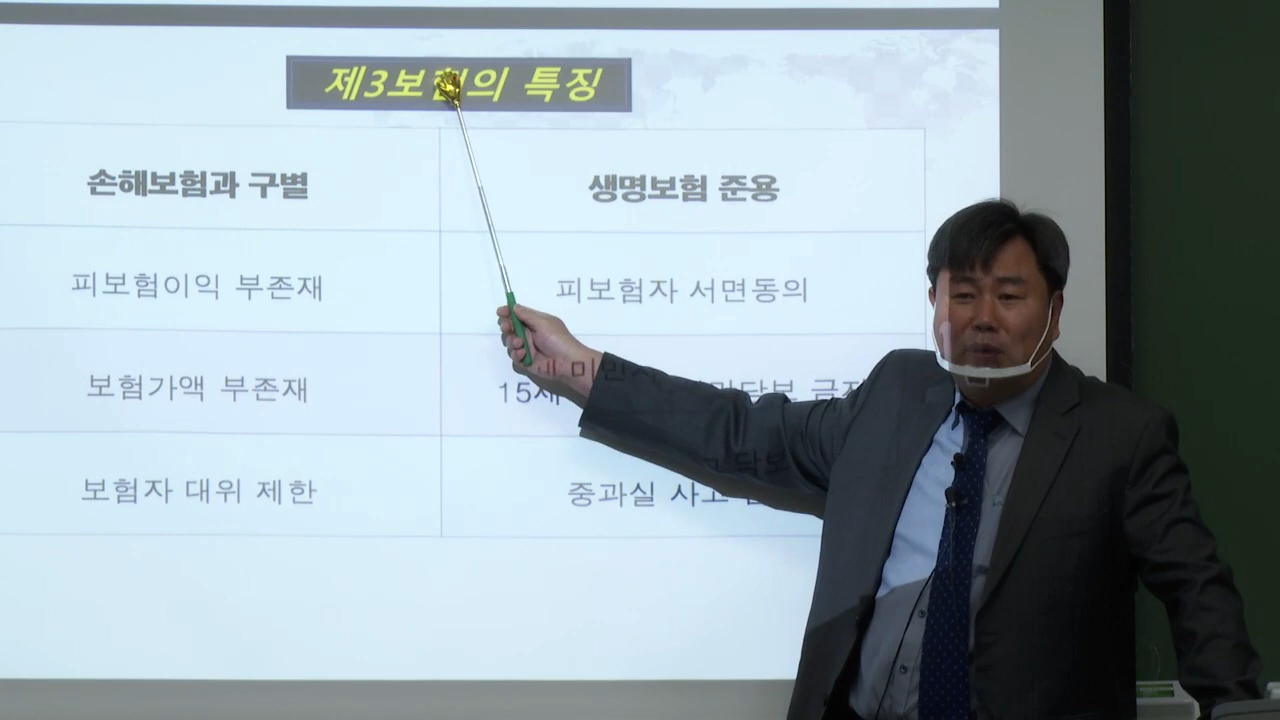 제3보험의 특징
손해보험과 구별
생명보험 준용
피보험이익 부존재
피보험자 서면동의
보험가액 부존재
15세
보험자 대위 제한
중과실 사고